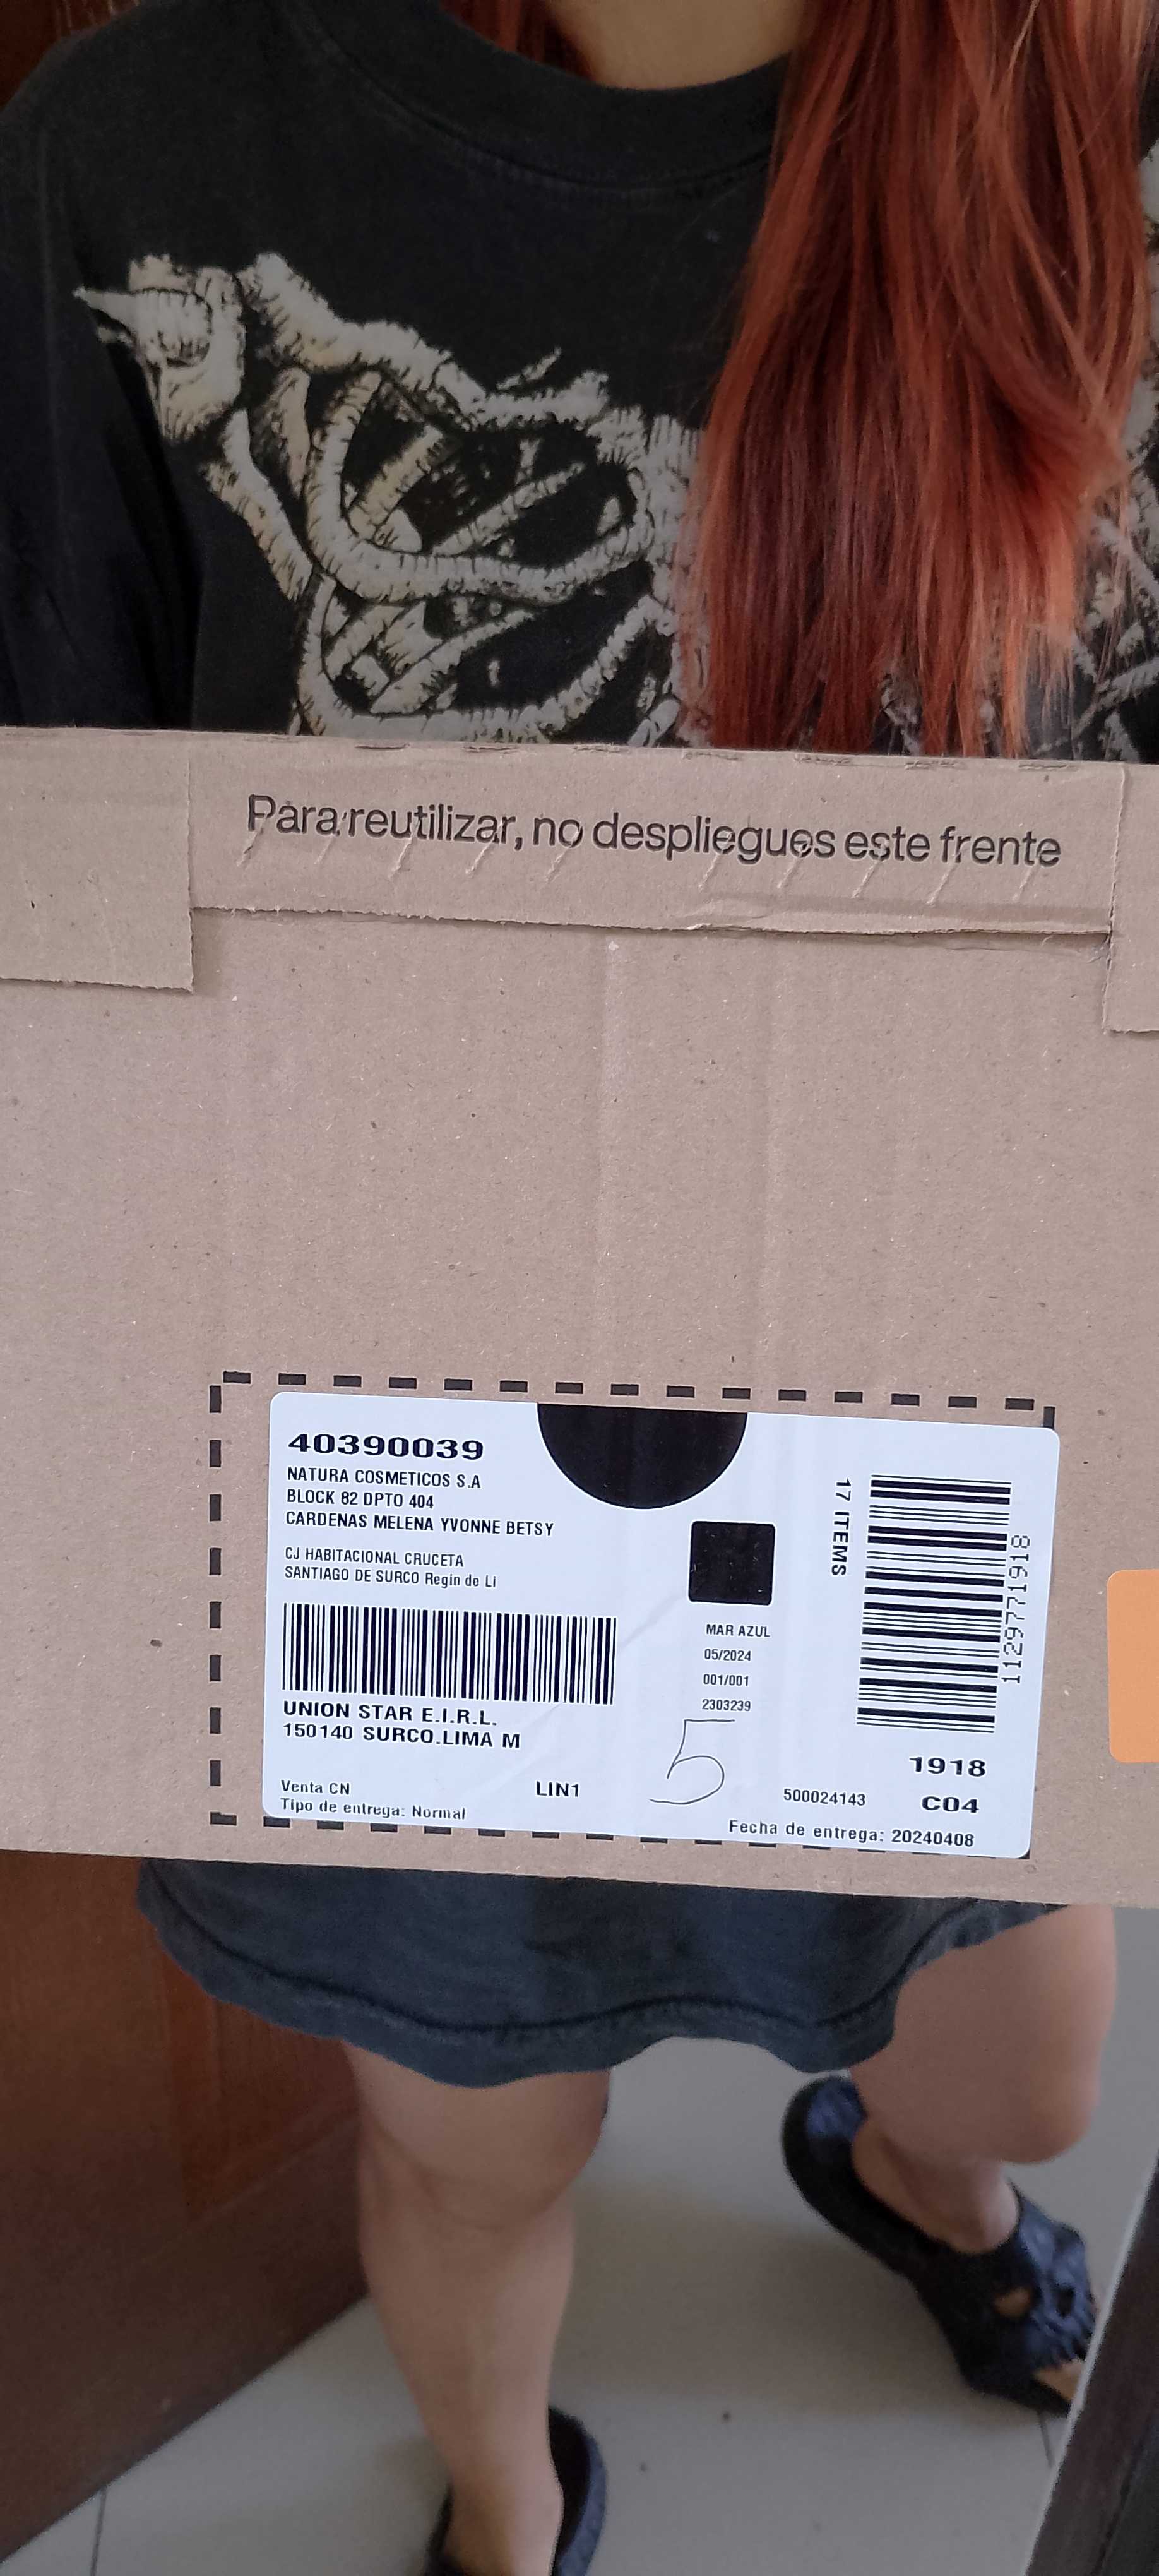 Para reutilizar, no despliegues este frente
40390039
NATURA COSMETICOS S.A
BLOCK 82 DPTO 404
CARDENAS MELENA YVONNE BETSY
CJ HABITACIONAL CRUCETA
SANTIAGO DE SURCO Regin de Li
UNION STAR E.I.R.L.
150140 SURCO.LIMA M
Venta CN
LIN1
Tipo de entrega: Normal
MAR AZUL
05/2024
001/001
2303239
5
17 ITEMS
11297771918
1918
500024143
C04
Fecha de entrega: 20240408